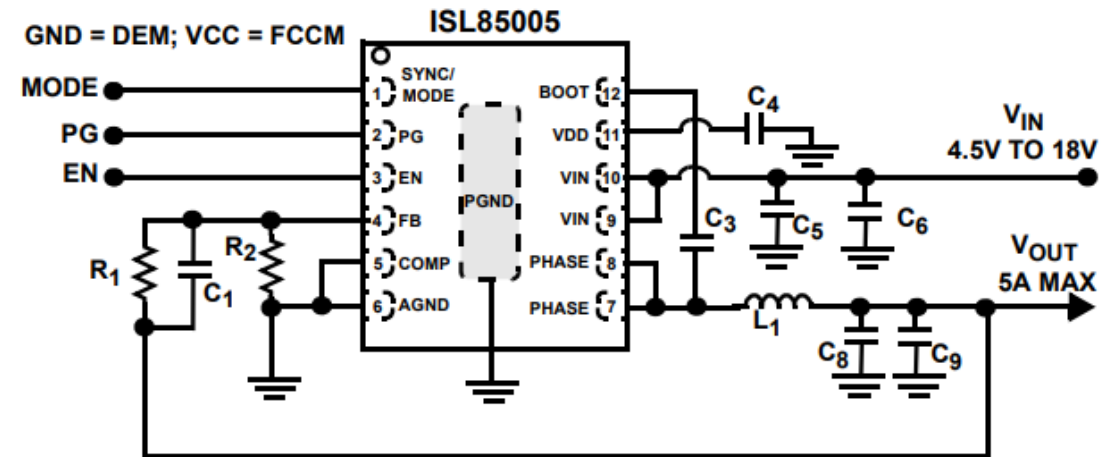 ISL85005
GND = DEM; VCC = FCCM
MODE
PG
EN
1 SYNC/
MODE
2 PG
3 EN
4 FB
5 COMP
6 AGND
PGND
BOOT 12
VDD 11
VIN 10
VIN 9
PHASE 8
PHASE 7
R1
C1
R2
C3
C4
C5
C6
VIN
4.5V TO 18V
VOUT
5A MAX
L1
C8
C9